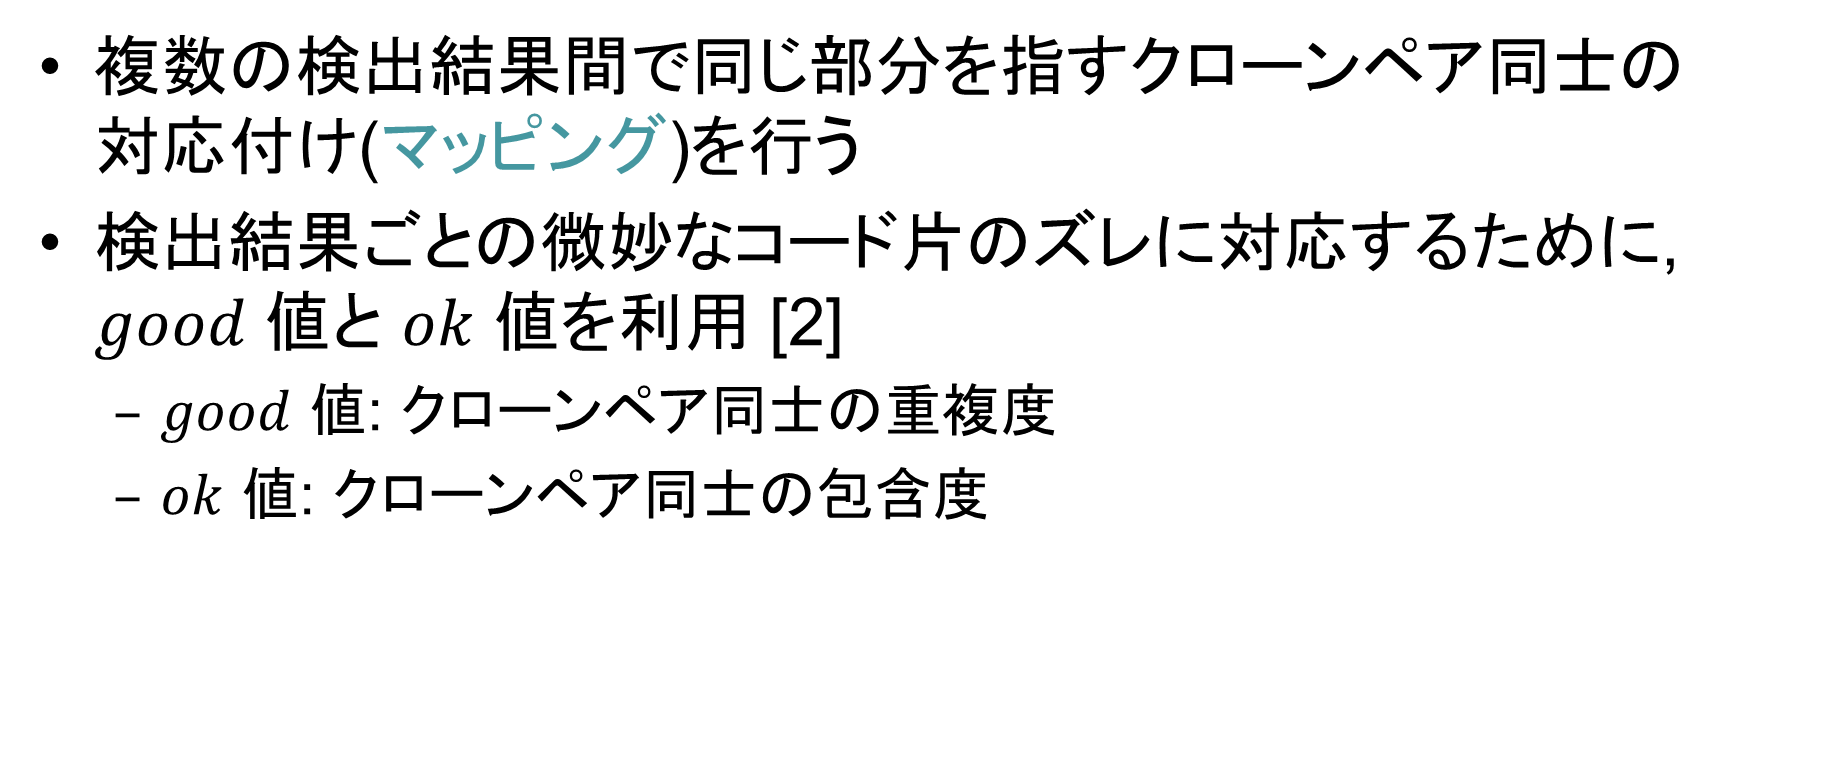 • 複数の検出結果間で同じ部分を指すクローンペア同士の
対応付け(マッピング)を行う
• 検出結果ごとの微妙なコード片のズレに対応するために,
good 値と ok 値を利用 [2]
– good 値: クローンペア同士の重複度
– ok 値: クローンペア同士の包含度